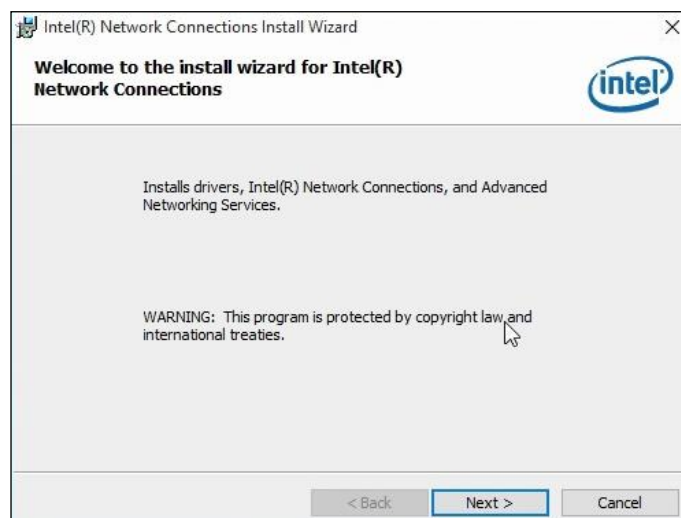 Intel(R) Network Connections Install Wizard
Welcome to the install wizard for Intel(R)
Network Connections
intel
Installs drivers, Intel(R) Network Connections, and Advanced
Networking Services.
WARNING: This program is protected by copyright law and
international treaties.
< Back Next > Cancel